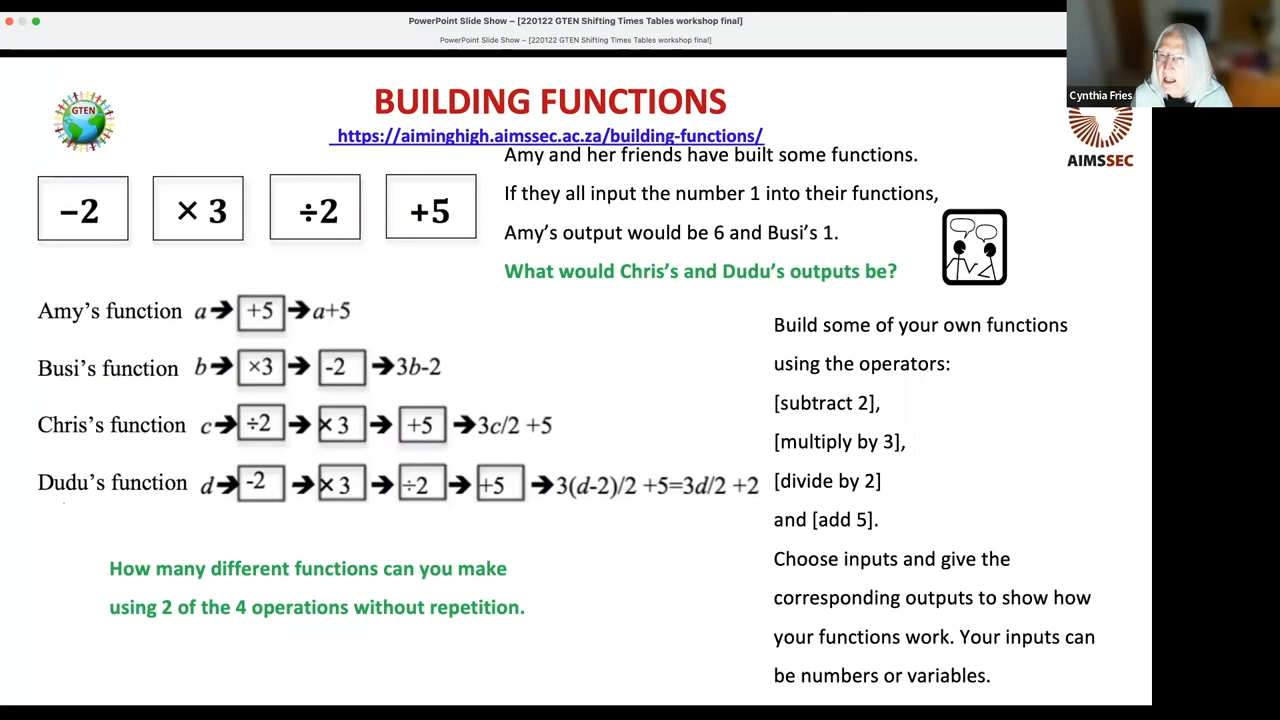 PowerPoint Slide Show – [220122 GTEN Shifting Times Tables workshop final]
PowerPoint Slide Show – [220122 GTEN Shifting Times Tables workshop final]
Cynthia Fries
GTEN
BUILDING FUNCTIONS
https://aiminghigh.aimssec.ac.za/building-functions/
AIMSSEC
−2 × 3 ÷2 +5
Amy and her friends have built some functions.
If they all input the number 1 into their functions,
Amy’s output would be 6 and Busi’s 1.
What would Chris’s and Dudu’s outputs be?
Amy’s function a➔ +5 ➔a+5
Busi’s function b➔ ×3 ➔ -2 ➔3b-2
Chris’s function c➔ ÷2 ➔ × 3 ➔ +5 ➔3c/2 +5
Dudu’s function d➔ -2 ➔ × 3 ➔ ÷2 ➔ +5 ➔3(d-2)/2 +5=3d/2 +2
How many different functions can you make
using 2 of the 4 operations without repetition.
Build some of your own functions
using the operators:
[subtract 2],
[multiply by 3],
[divide by 2]
and [add 5].
Choose inputs and give the
corresponding outputs to show how
your functions work. Your inputs can
be numbers or variables.